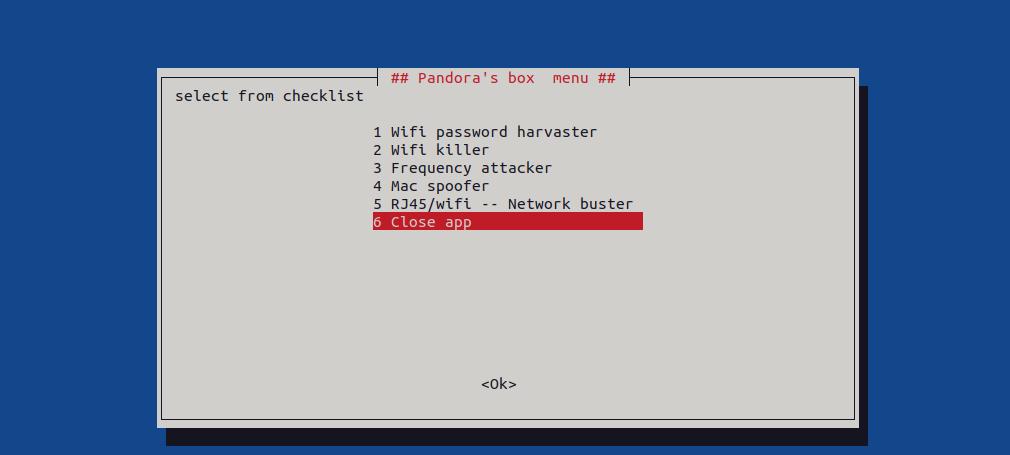 ## Pandora's box  menu ##
select from checklist
1 Wifi password harvaster
2 Wifi killer
3 Frequency attacker
4 Mac spoofer
5 RJ45/wifi -- Network buster
6 Close app
<Ok>